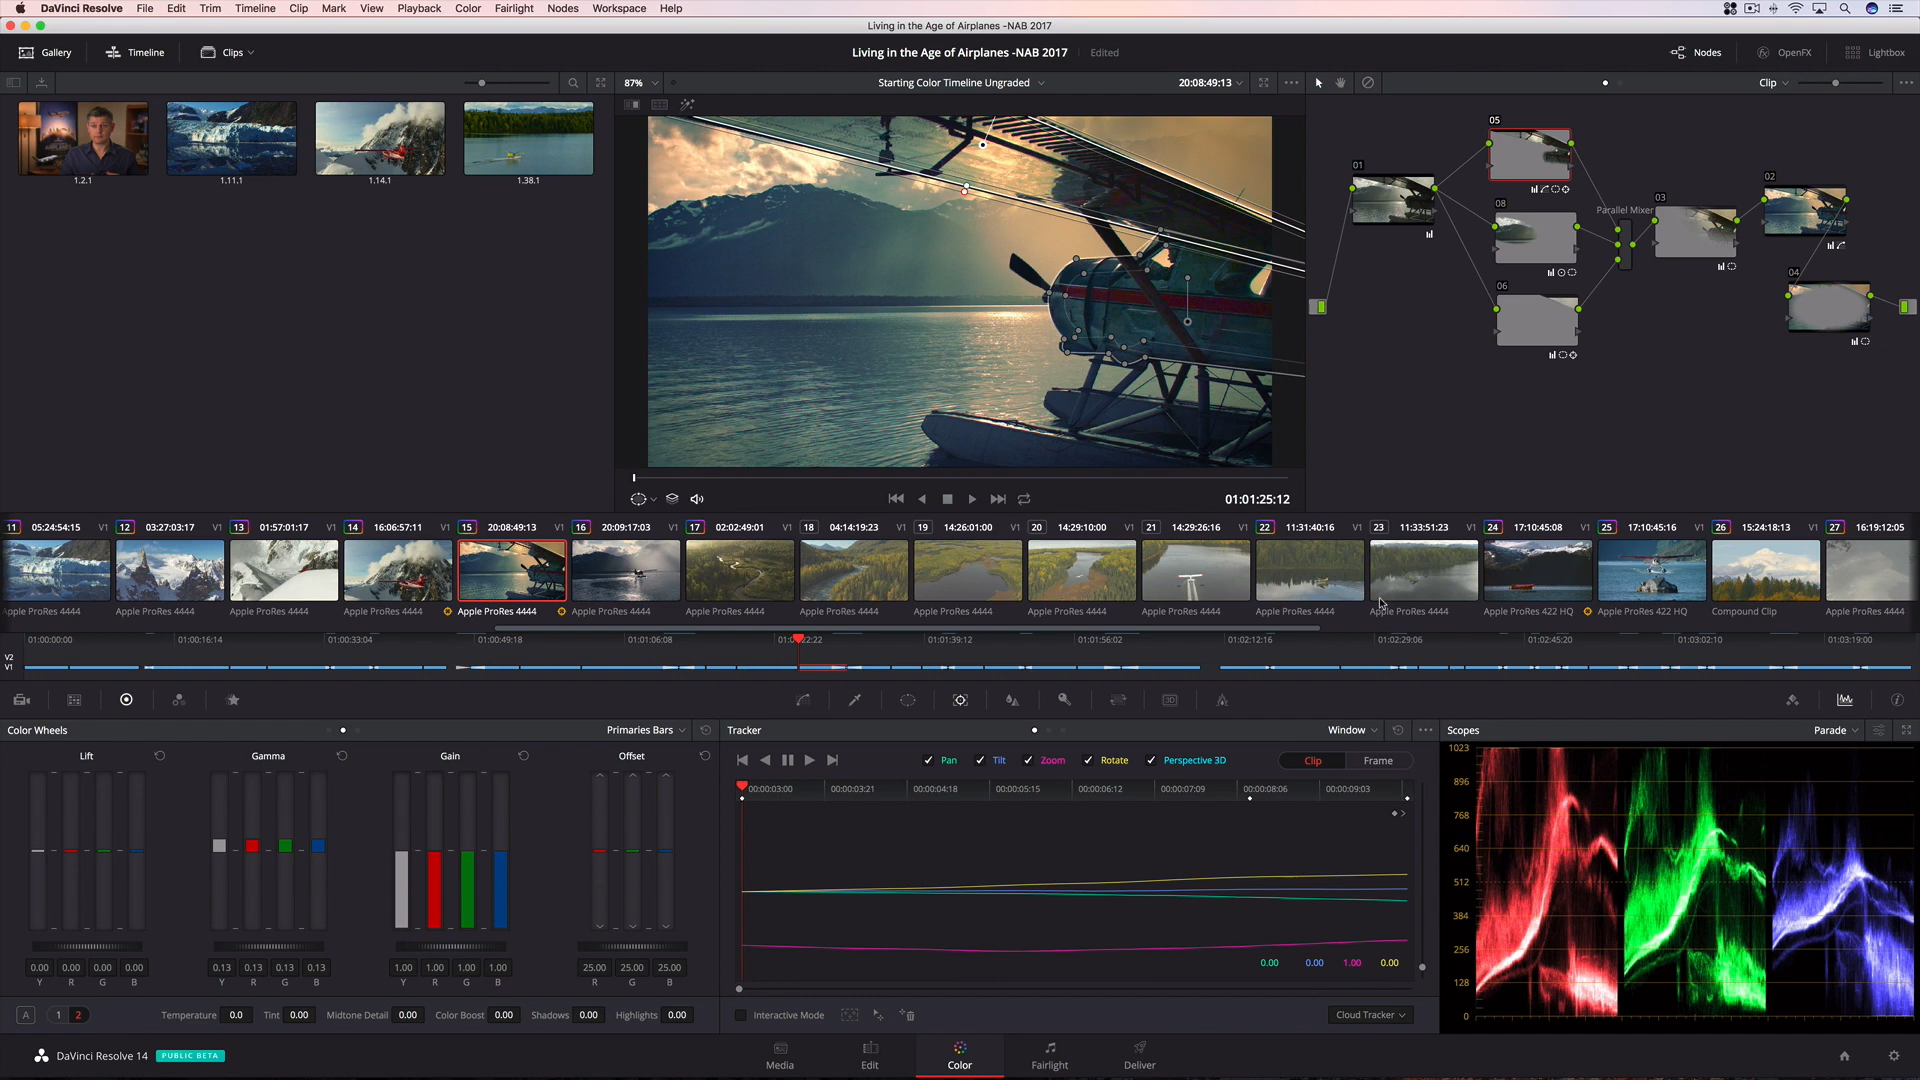 DaVinci Resolve File Edit Trim Timeline Clip Mark View Playback Color Fairlight Nodes Workspace Help
Living in the Age of Airplanes -NAB 2017
Gallery Timeline Clips Living in the Age of Airplanes -NAB 2017 Edited Nodes OpenFX Lightbox
87% Starting Color Timeline Ungraded 20:08:49:13 Clip
1.2.1 1.11.1 1.14.1 1.38.1
05
01
02
08
03
Parallel Mixer
04
06
01:01:25:12
11 05:24:54:15 V1 12 03:27:03:17 V1 13 01:57:01:17 V1 14 16:06:57:11 V1 15 20:08:49:13 V1 16 20:09:17:03 V1 17 02:02:49:01 V1 18 04:14:19:23 V1 19 14:26:01:00 V1 20 14:29:10:00 V1 21 14:29:26:16 V1 22 11:31:40:16 V1 23 11:33:51:23 V1 24 17:10:45:08 V1 25 17:10:45:16 V1 26 15:24:18:13 V1 27 16:19:12:05
Apple ProRes 4444 Apple ProRes 4444 Apple ProRes 4444 Apple ProRes 4444 Apple ProRes 4444 Apple ProRes 4444 Apple ProRes 4444 Apple ProRes 4444 Apple ProRes 4444 Apple ProRes 4444 Apple ProRes 4444 Apple ProRes 4444 Apple ProRes 4444 Apple ProRes 422 HQ Apple ProRes 422 HQ Compound Clip Apple ProRes 4444
01:00:00:00 01:00:16:14 01:00:33:04 01:00:49:18 01:01:06:08 22:22 01:01:39:12 01:01:56:02 01:02:12:16 01:02:29:06 01:02:45:20 01:03:02:10 01:03:19:00
V2
V1
Color Wheels Primaries Bars Tracker Window Scopes Parade
Lift Gamma Gain Offset
Pan Tilt Zoom Rotate Perspective 3D Clip Frame
00:00:03:00 00:00:03:21 00:00:04:18 00:00:05:15 00:00:06:12 00:00:07:09 00:00:08:06 00:00:09:03
1023
896
768
640
512
384
256
128
0
0.00 0.00 1.00 0.00
0.00 0.00 0.00 0.00 0.13 0.13 0.13 0.13 1.00 1.00 1.00 1.00 25.00 25.00 25.00
Y R G B Y R G B Y R G B R G B
A 1 2 Temperature 0.0 Tint 0.00 Midtone Detail 0.00 Color Boost 0.00 Shadows 0.00 Highlights 0.00
Interactive Mode Cloud Tracker
DaVinci Resolve 14 PUBLIC BETA
Media Edit Color Fairlight Deliver